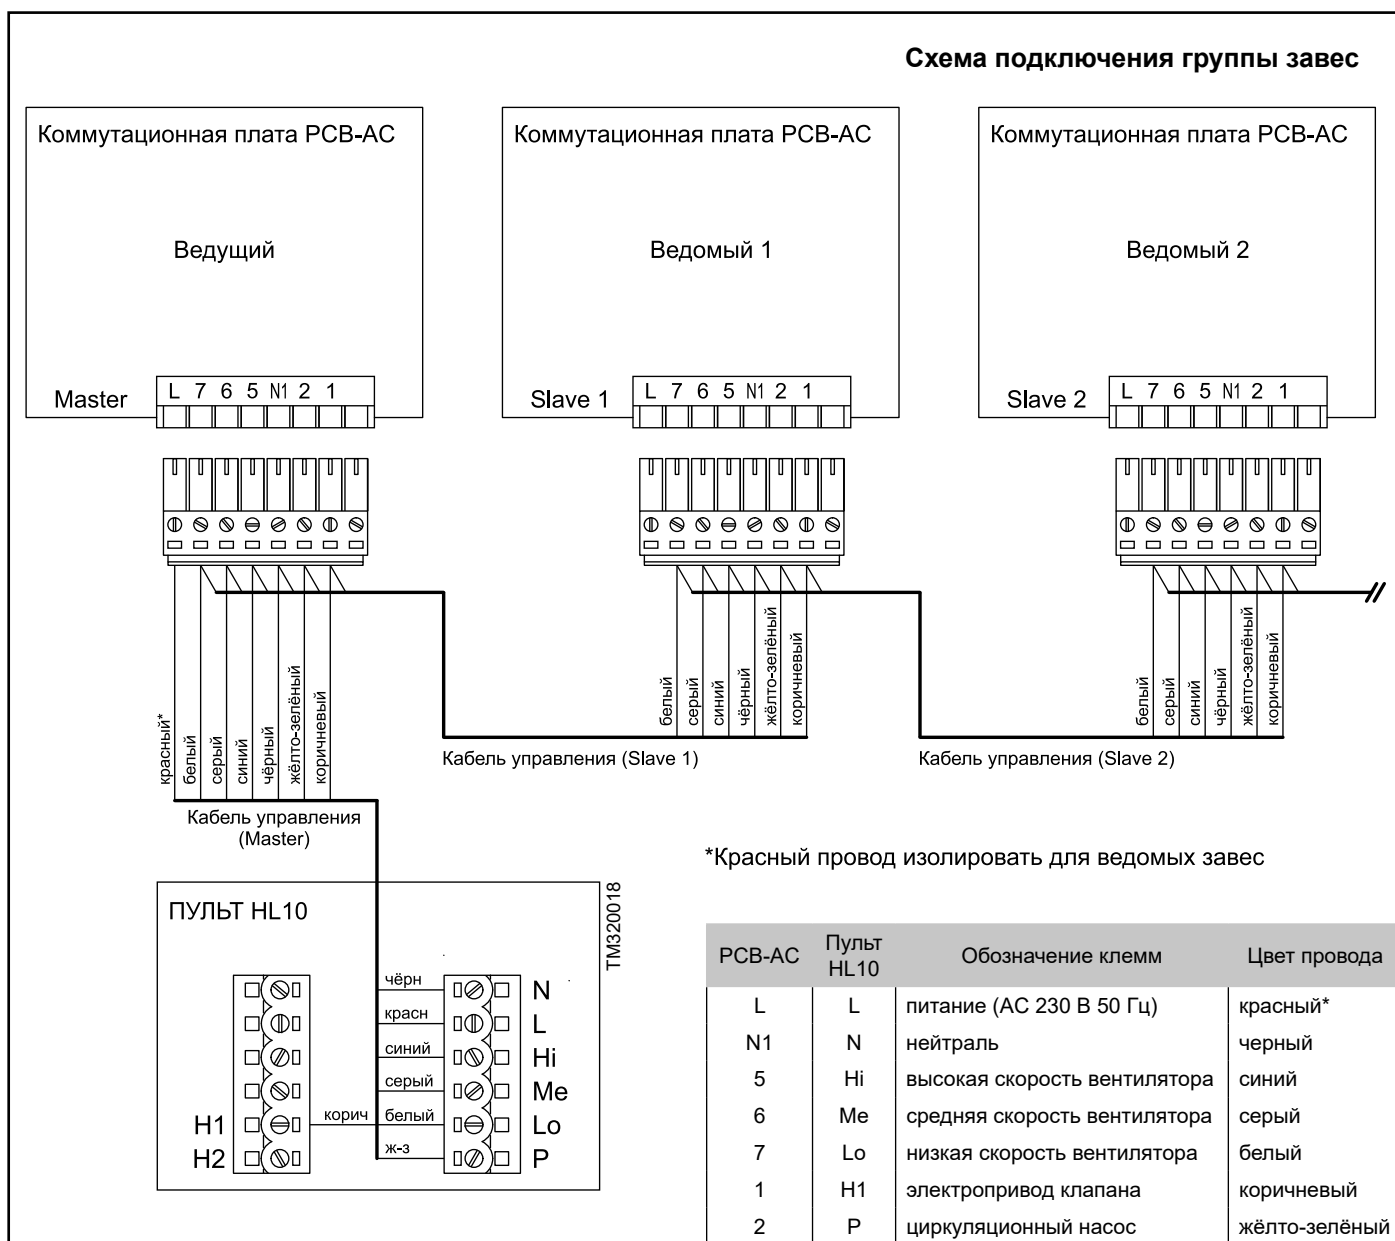 Схема подключения группы завес
Коммутационная плата PCB-AC
Ведущий
Master
L 7 6 5 N1 2 1
Коммутационная плата PCB-AC
Ведомый 1
Slave 1
L 7 6 5 N1 2 1
Коммутационная плата PCB-AC
Ведомый 2
Slave 2
L 7 6 5 N1 2 1
красный*
белый
серый
синий
чёрный
жёлто-зелёный
коричневый
Кабель управления
(Master)
белый
серый
синий
чёрный
жёлто-зелёный
коричневый
Кабель управления (Slave 1)
белый
серый
синий
чёрный
жёлто-зелёный
коричневый
Кабель управления (Slave 2)
*Красный провод изолировать для ведомых завес
ПУЛЬТ HL10
TM320018
чёрн N
красн L
синий Hi
серый Me
H1 корич белый Lo
H2 ж-з P
PCB-AC Пульт HL10 Обозначение клемм Цвет провода
L L питание (AC 230 В 50 Гц) красный*
N1 N нейтраль черный
5 Hi высокая скорость вентилятора синий
6 Me средняя скорость вентилятора серый
7 Lo низкая скорость вентилятора белый
1 H1 электропривод клапана коричневый
2 P циркуляционный насос жёлто-зелёный